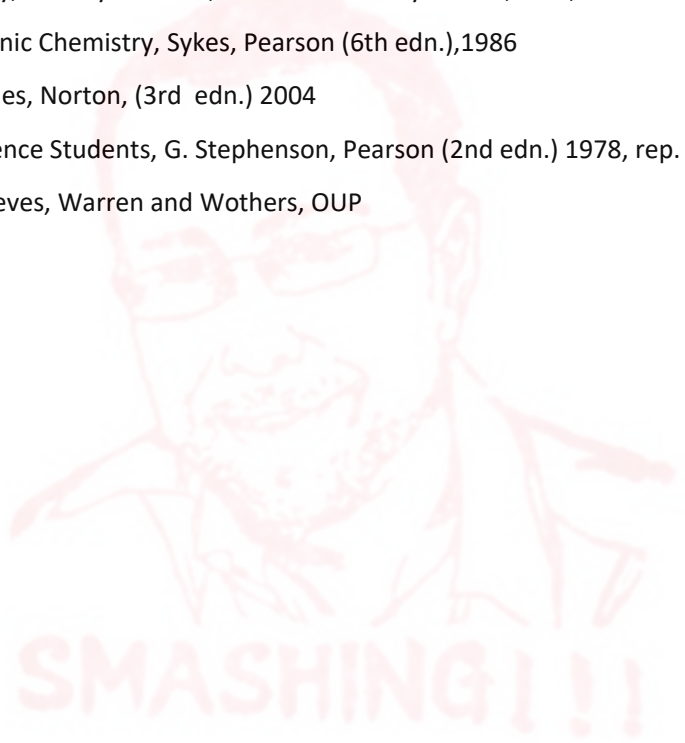 nic Chemistry, Sykes, Pearson (6th edn.),1986
es, Norton, (3rd edn.) 2004
ence Students, G. Stephenson, Pearson (2nd edn.) 1978, rep.
eves, Warren and Wothers, OUP
SMASHING!!!